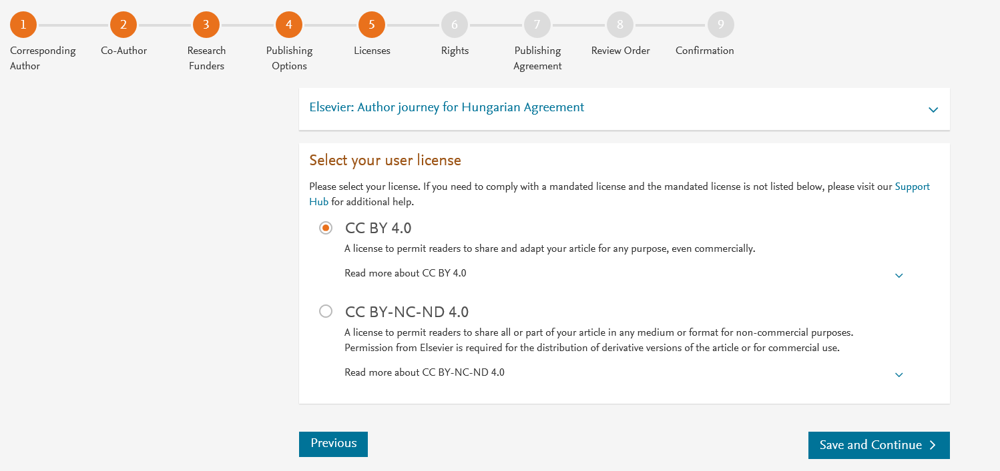 1
2
3
4
5
6
7
8
9
Corresponding
Author
Co-Author
Research
Funders
Publishing
Options
Licenses
Rights
Publishing
Agreement
Review Order
Confirmation
Elsevier: Author journey for Hungarian Agreement
Select your user license
Please select your license. If you need to comply with a mandated license and the mandated license is not listed below, please visit our Support
Hub for additional help.
CC BY 4.0
A license to permit readers to share and adapt your article for any purpose, even commercially.
Read more about CC BY 4.0
CC BY-NC-ND 4.0
A license to permit readers to share all or part of your article in any medium or format for non-commercial purposes.
Permission from Elsevier is required for the distribution of derivative versions of the article or for commercial use.
Read more about CC BY-NC-ND 4.0
Previous
Save and Continue